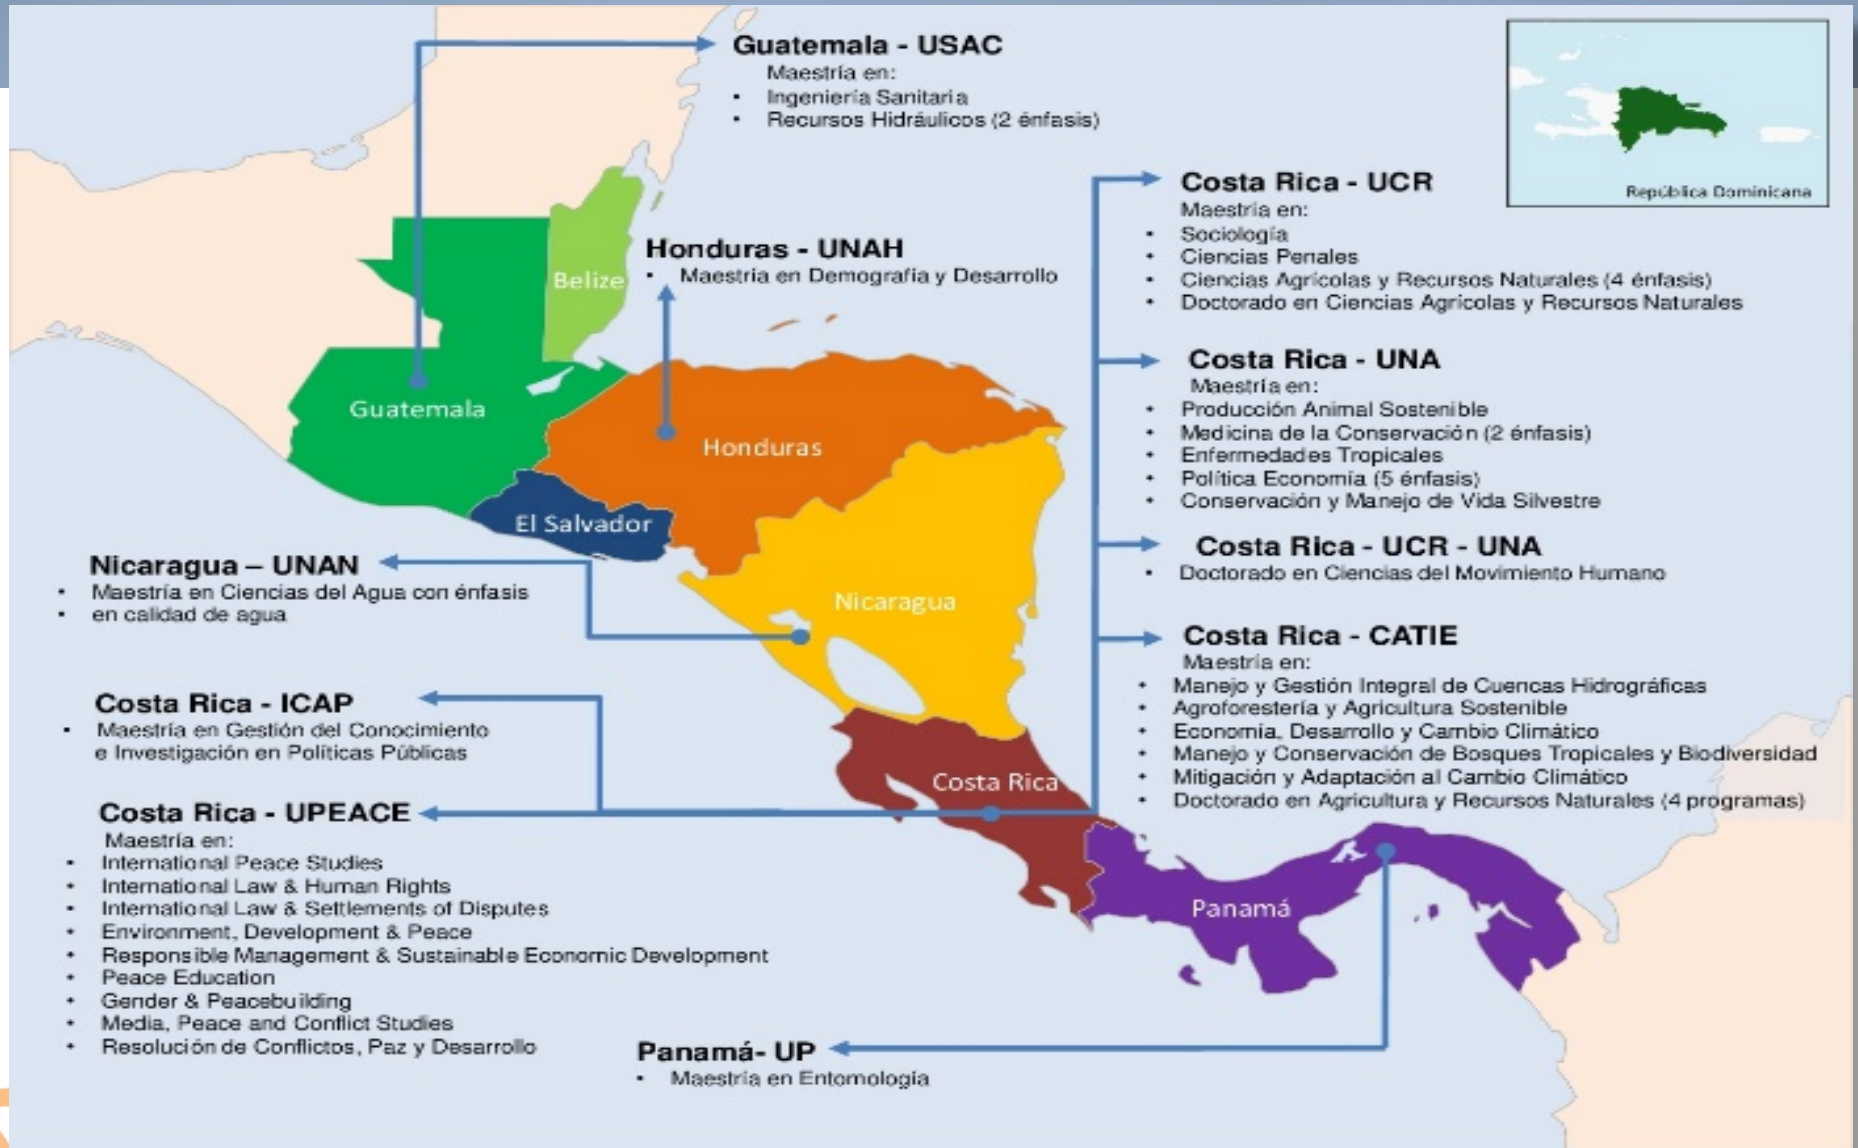 Guatemala - USAC
Maestría en:
• Ingeniería Sanitaria
• Recursos Hidráulicos (2 énfasis)
República Dominicana
Costa Rica - UCR
Maestría en:
• Sociología
• Ciencias Penales
• Ciencias Agrícolas y Recursos Naturales (4 énfasis)
• Doctorado en Ciencias Agrícolas y Recursos Naturales
Honduras - UNAH
• Maestría en Demografía y Desarrollo
Belize
Guatemala
Honduras
El Salvador
Nicaragua
Costa Rica
Panamá
Costa Rica - UNA
Maestría en:
• Producción Animal Sostenible
• Medicina de la Conservación (2 énfasis)
• Enfermedades Tropicales
• Política Economía (5 énfasis)
• Conservación y Manejo de Vida Silvestre
Costa Rica - UCR - UNA
• Doctorado en Ciencias del Movimiento Humano
Costa Rica - CATIE
Maestría en:
• Manejo y Gestión Integral de Cuencas Hidrográficas
• Agroforestería y Agricultura Sostenible
• Economía, Desarrollo y Cambio Climático
• Manejo y Conservación de Bosques Tropicales y Biodiversidad
• Mitigación y Adaptación al Cambio Climático
• Doctorado en Agricultura y Recursos Naturales (4 programas)
Nicaragua – UNAN
• Maestría en Ciencias del Agua con énfasis
• en calidad de agua
Costa Rica - ICAP
• Maestría en Gestión del Conocimiento
e Investigación en Políticas Públicas
Costa Rica - UPEACE
Maestría en:
• International Peace Studies
• International Law & Human Rights
• International Law & Settlements of Disputes
• Environment, Development & Peace
• Responsible Management & Sustainable Economic Development
• Peace Education
• Gender & Peacebuilding
• Media, Peace and Conflict Studies
• Resolución de Conflictos, Paz y Desarrollo
Panamá- UP
• Maestría en Entomología